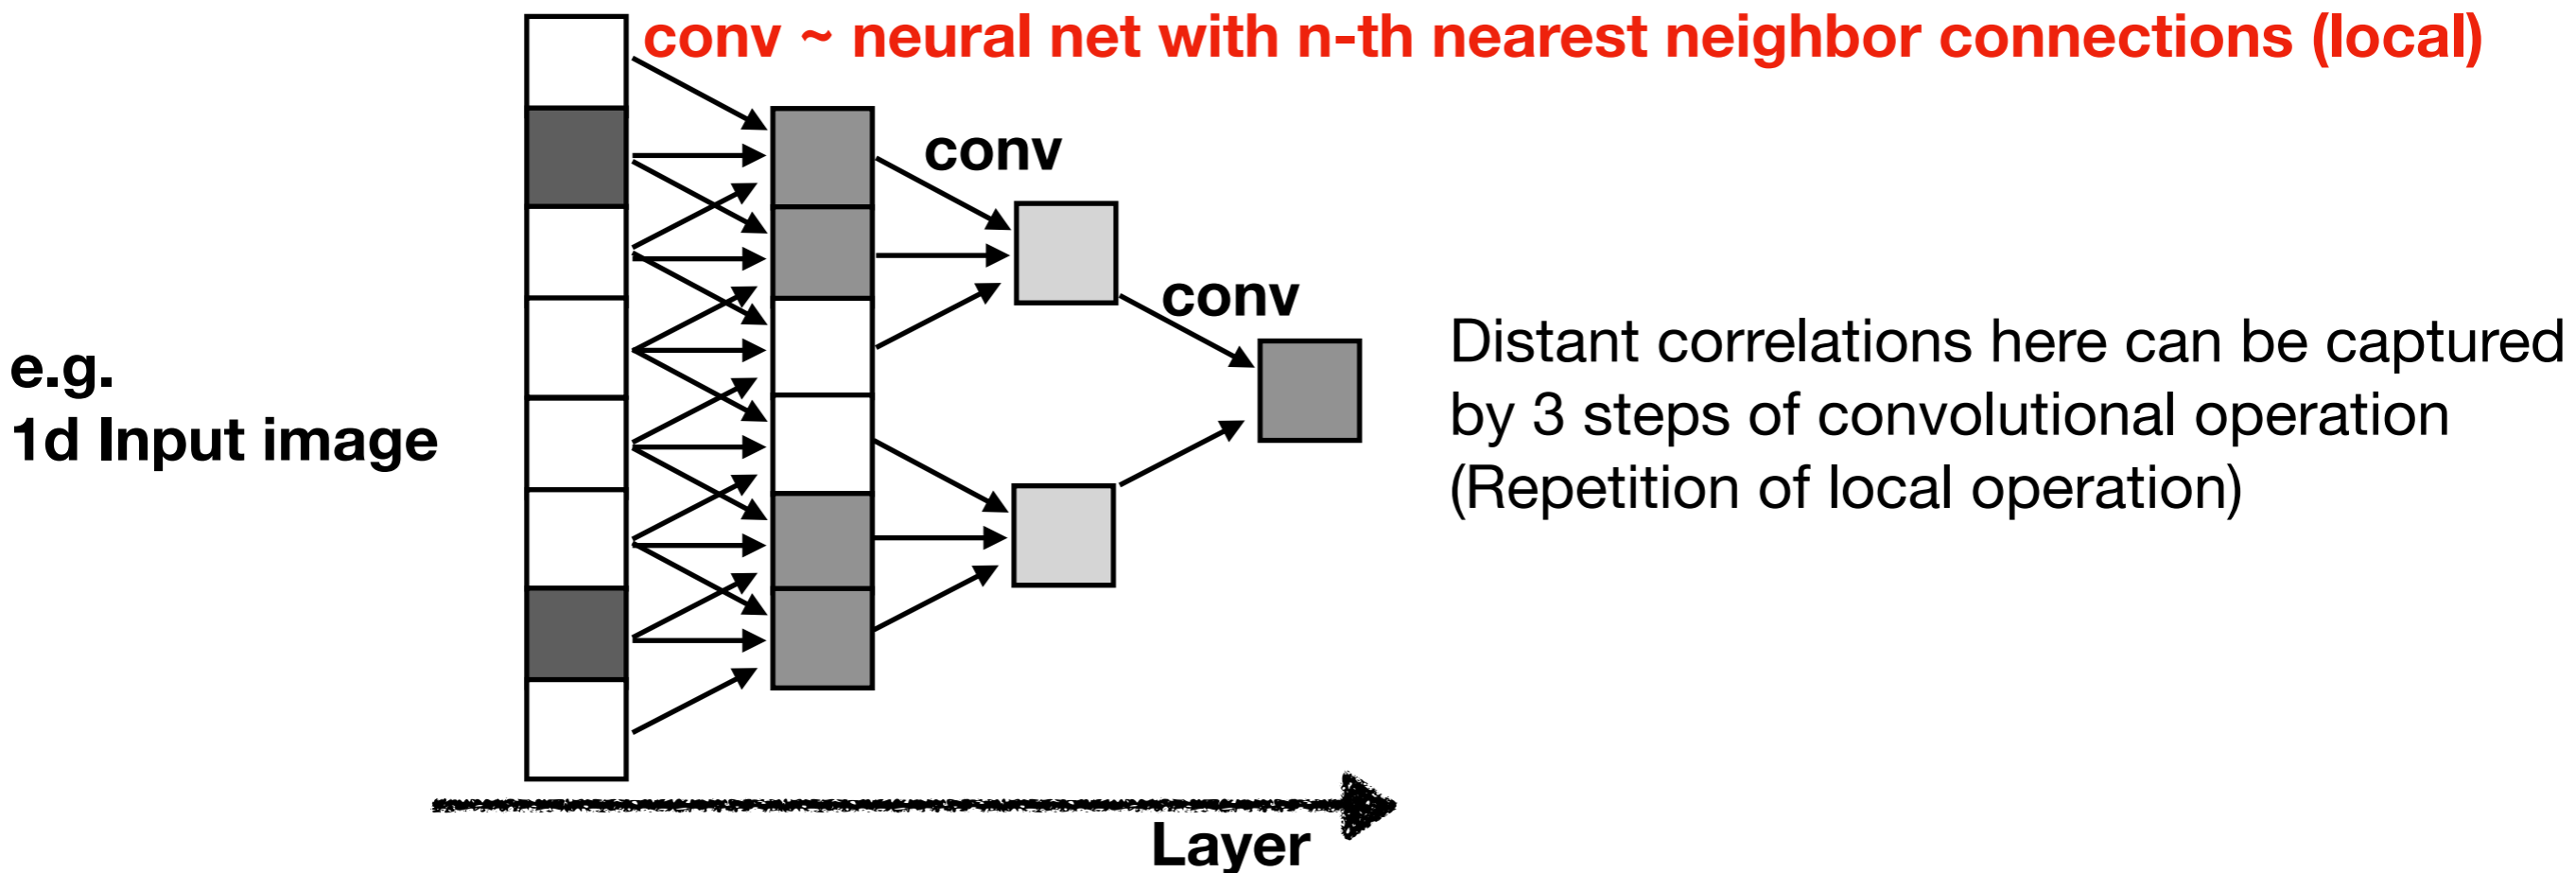 conv ~ neural net with n-th nearest neighbor connections (local)
conv
conv
e.g.
1d Input image
Distant correlations here can be captured
by 3 steps of convolutional operation
(Repetition of local operation)
Layer